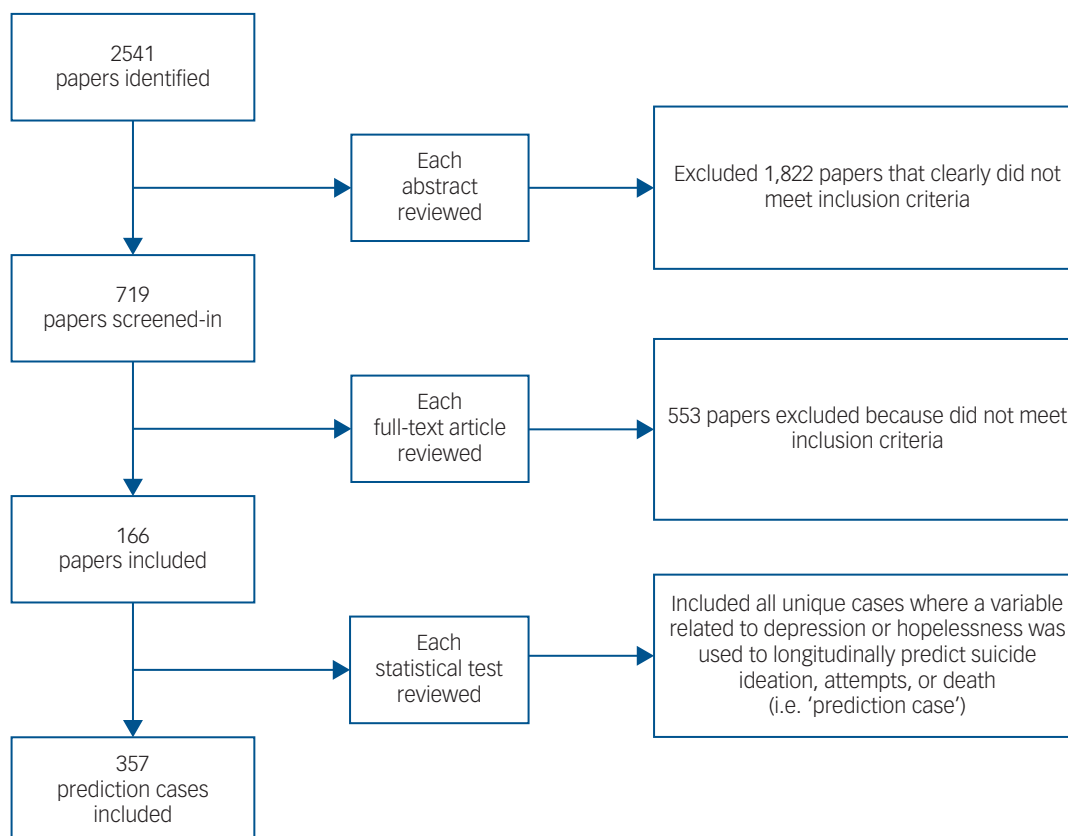 2541
papers identified
Each
abstract
reviewed
Excluded 1,822 papers that clearly did not
meet inclusion criteria
719
papers screened-in
Each
full-text article
reviewed
553 papers excluded because did not meet
inclusion criteria
166
papers included
Each
statistical test
reviewed
Included all unique cases where a variable
related to depression or hopelessness was
used to longitudinally predict suicide
ideation, attempts, or death
(i.e. ‘prediction case’)
357
prediction cases
included